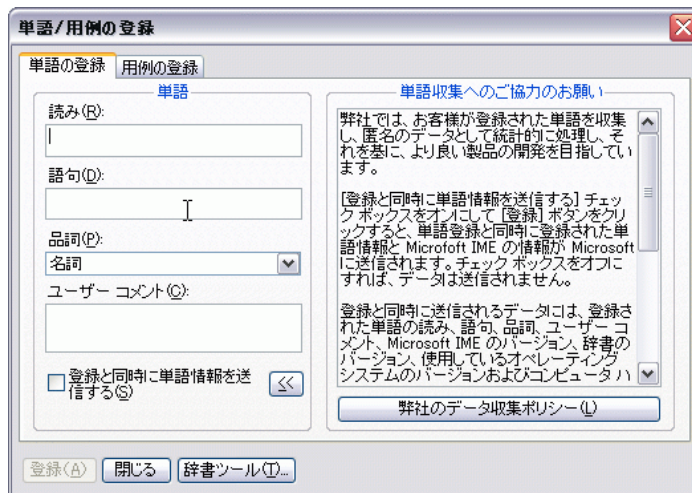 単語/用例の登録
単語の登録
用例の登録
単語
読み(R):
語句(D):
品詞(P):
名詞
ユーザー コメント(C):
登録と同時に単語情報を送
信する(S)
<<
単語収集へのご協力のお願い
弊社では、お客様が登録された単語を収集
し、匿名のデータとして統計的に処理し、そ
れを基に、より良い製品の開発を目指してい
ます。
[登録と同時に単語情報を送信する] チェッ
ク ボックスをオンにして [登録] ボタンをクリ
ックすると、単語登録と同時に登録された単
語情報と Microfoft IME の情報が Microsoft
に送信されます。チェック ボックスをオフに
すれば、データは送信されません。
登録と同時に送信されるデータには、登録さ
れた単語の読み、語句、品詞、ユーザー コ
メント、Microsoft IME のバージョン、辞書の
バージョン、使用しているオペレーティング
システムのバージョンおよびコンピュータ ハ
弊社のデータ収集ポリシー(L)
登録(A)
閉じる
辞書ツール(T)...